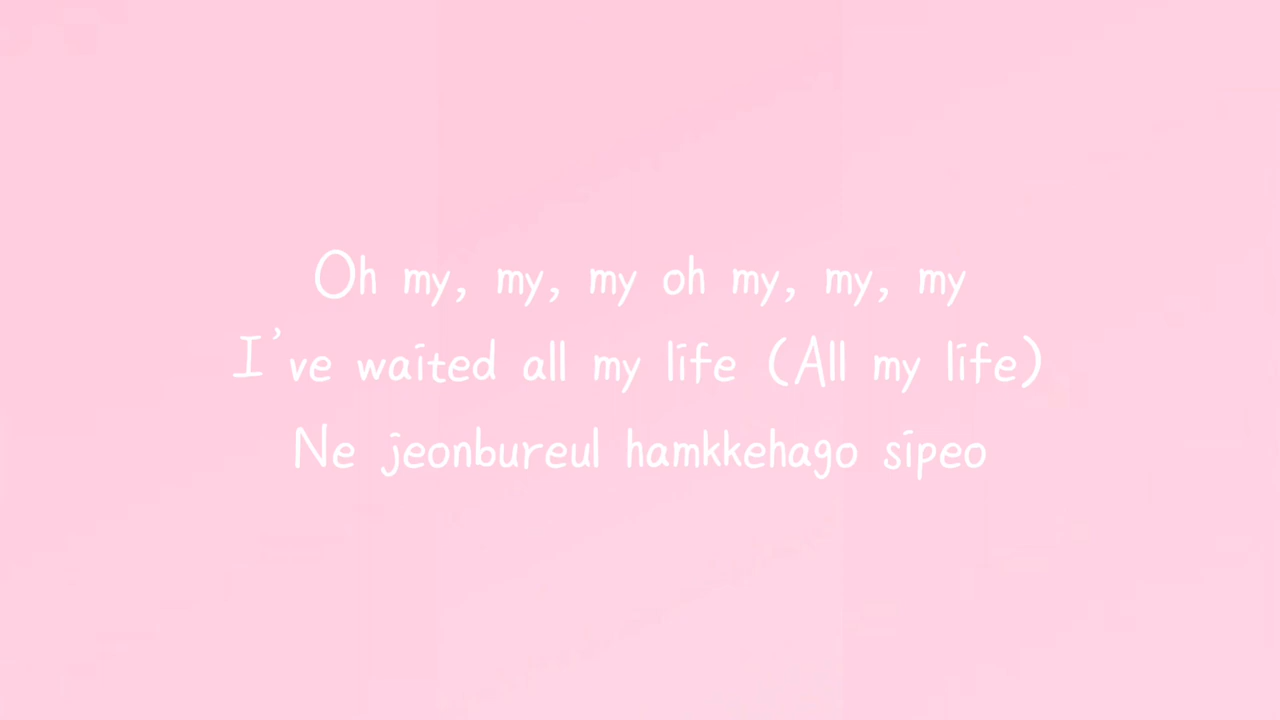 Oh my, my, my oh my, my, my
I've waited all my life (All my life)
Ne jeonbureul hamkkehago sipeo